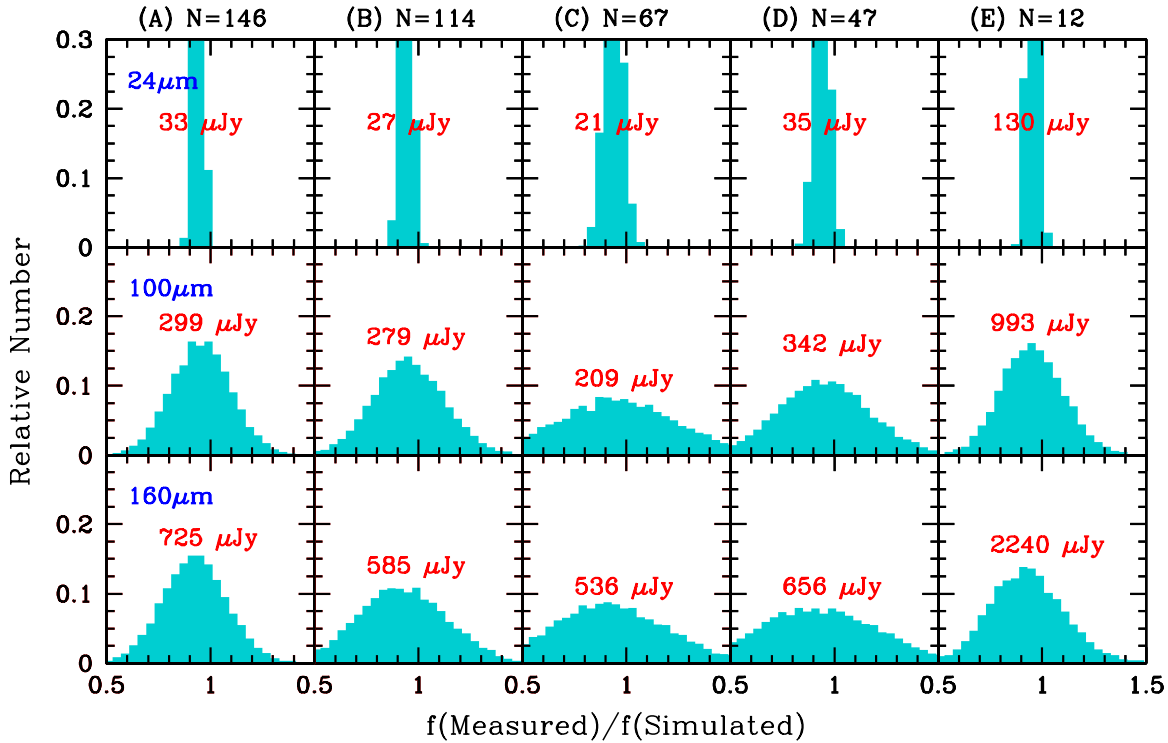 (A) N=146 (B) N=114 (C) N=67 (D) N=47 (E) N=12
0.3
24μm
0.2
33 μJy 27 μJy 21 μJy 35 μJy 130 μJy
0.1
0
100μm
299 μJy 279 μJy 209 μJy 342 μJy 993 μJy
0.2
0.1
0
160μm
725 μJy 585 μJy 536 μJy 656 μJy 2240 μJy
0.2
0.1
0
0.5 1 0.5 1 0.5 1 0.5 1 0.5 1 1.5
Relative Number
f(Measured)/f(Simulated)